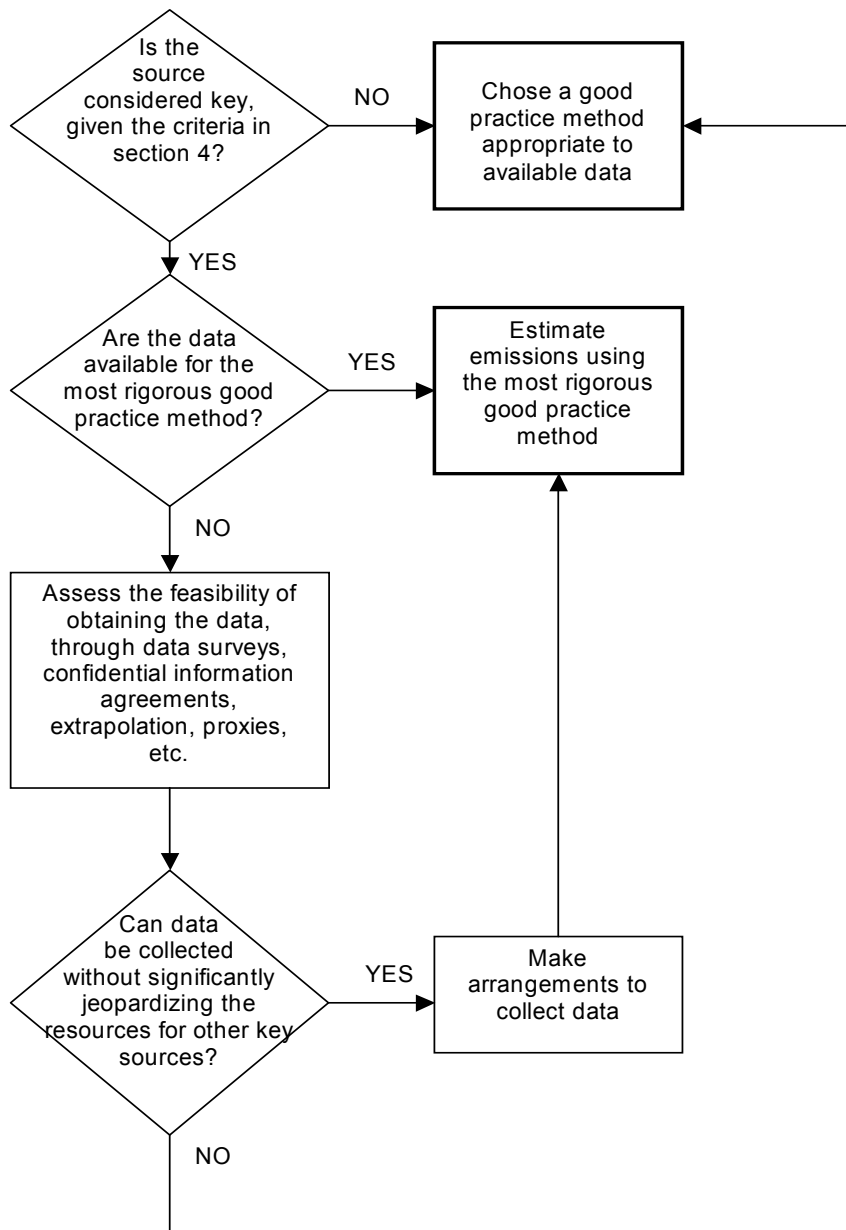 Is the
source
considered key,
given the criteria in
section 4?
NO
Chose a good
practice method
appropriate to
available data
YES
Are the data
available for the
most rigorous good
practice method?
YES
Estimate
emissions using
the most rigorous
good practice
method
NO
Assess the feasibility of
obtaining the data,
through data surveys,
confidential information
agreements,
extrapolation, proxies,
etc.
Can data
be collected
without significantly
jeopardizing the
resources for other key
sources?
YES
Make
arrangements to
collect data
NO